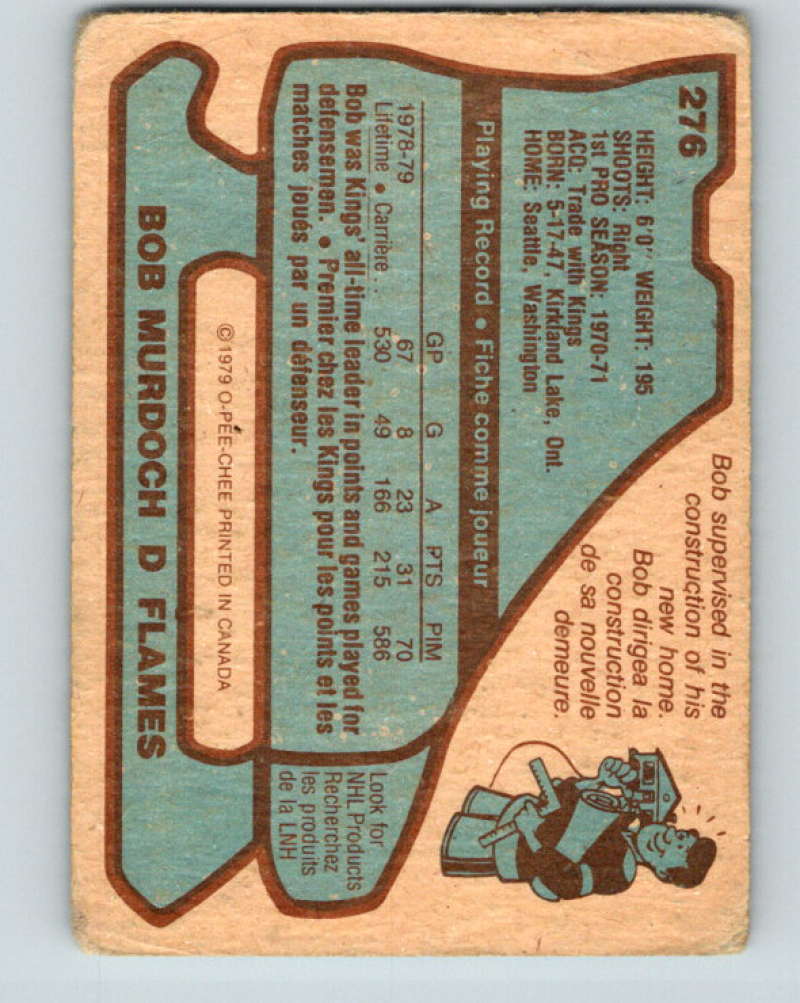 276
HEIGHT: 6'0" WEIGHT: 195
SHOOTS: Right
1st PRO SEASON: 1970-71
ACQ: Trade with Kings
BORN: 5-17-47, Kirkland Lake, Ont.
HOME: Seattle, Washington
Bob supervised in the
construction of his
new home.
Bob dirigea la
construction
de sa nouvelle
demeure.
Playing Record • Fiche comme joueur
GP G A PTS PIM
1978-79 67 8 23 31 70
Lifetime • Carrière .. 530 49 166 215 586
Bob was Kings' all-time leader in points and games played for
defensemen. • Premier chez les Kings pour les points et les
matches joués par un défenseur.
Look for
NHL Products
Recherchez
les produits
de la LNH
©1979 O-PEE-CHEE PRINTED IN CANADA
BOB MURDOCH D FLAMES